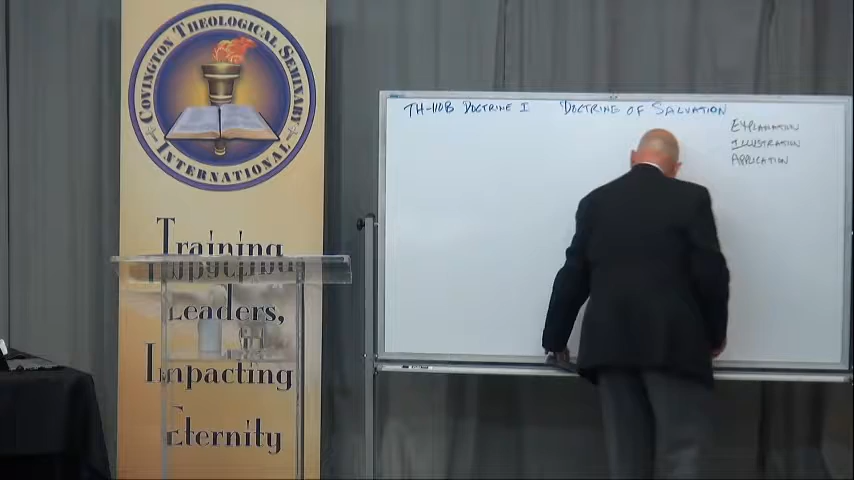 COVINGTON THEOLOGICAL SEMINARY
INTERNATIONAL
Training
Leaders,
Impacting
Eternity
TH-110B DOCTRINE I DOCTRINE OF SALVATION
EXPLANATION
ILLUSTRATION
APPLICATION